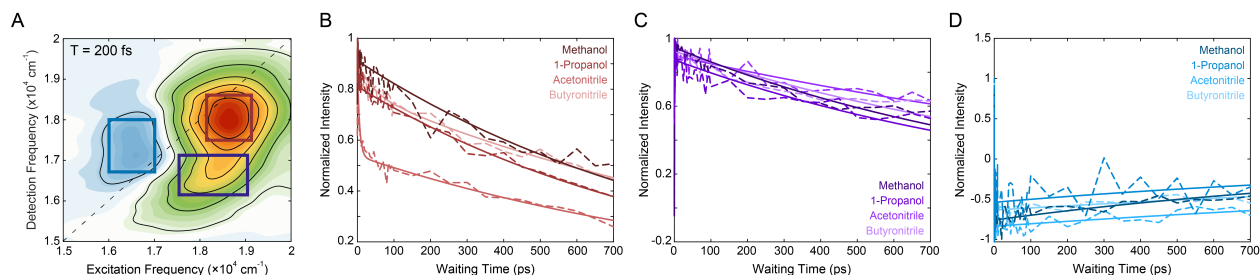 A
T = 200 fs
Detection Frequency (×10⁴ cm⁻¹)
2
1.9
1.8
1.7
1.6
1.5
1.6
1.7
1.8
1.9
2
Excitation Frequency (×10⁴ cm⁻¹)
B
Normalized Intensity
1
0.8
0.6
0.4
0.2
0
100
200
300
400
500
600
700
Waiting Time (ps)
Methanol
1-Propanol
Acetonitrile
Butyronitrile
C
Normalized Intensity
1
0.6
0.2
-0.2
0
100
200
300
400
500
600
700
Waiting Time (ps)
Methanol
1-Propanol
Acetonitrile
Butyronitrile
D
Normalized Intensity
1.5
1
0.5
0
-0.5
-1
0
100
200
300
400
500
600
700
Waiting Time (ps)
Methanol
1-Propanol
Acetonitrile
Butyronitrile